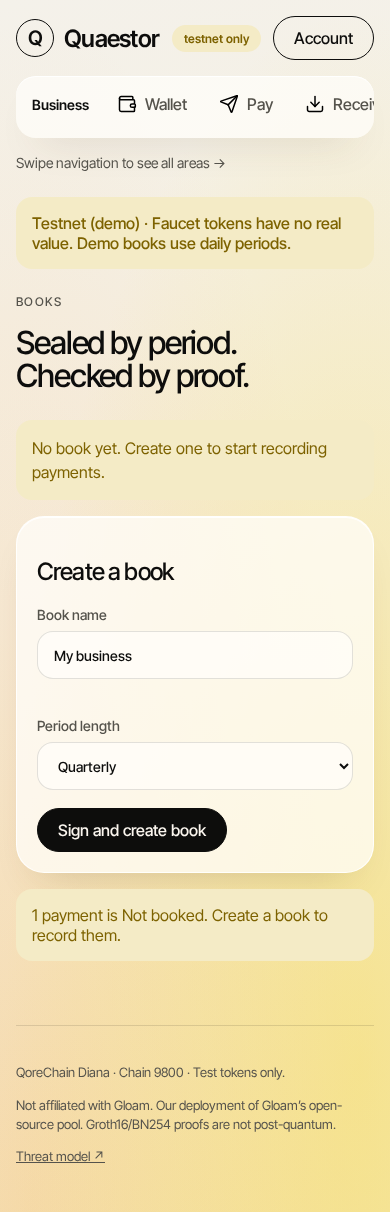 Q Quaestor testnet only Account
Business Wallet Pay Receiv
Swipe navigation to see all areas →
Testnet (demo) · Faucet tokens have no real
value. Demo books use daily periods.
BOOKS
Sealed by period.
Checked by proof.
No book yet. Create one to start recording
payments.
Create a book
Book name
My business
Period length
Quarterly
Sign and create book
1 payment is Not booked. Create a book to
record them.
QoreChain Diana · Chain 9800 · Test tokens only.
Not affiliated with Gloam. Our deployment of Gloam’s open-
source pool. Groth16/BN254 proofs are not post-quantum.
Threat model ↗